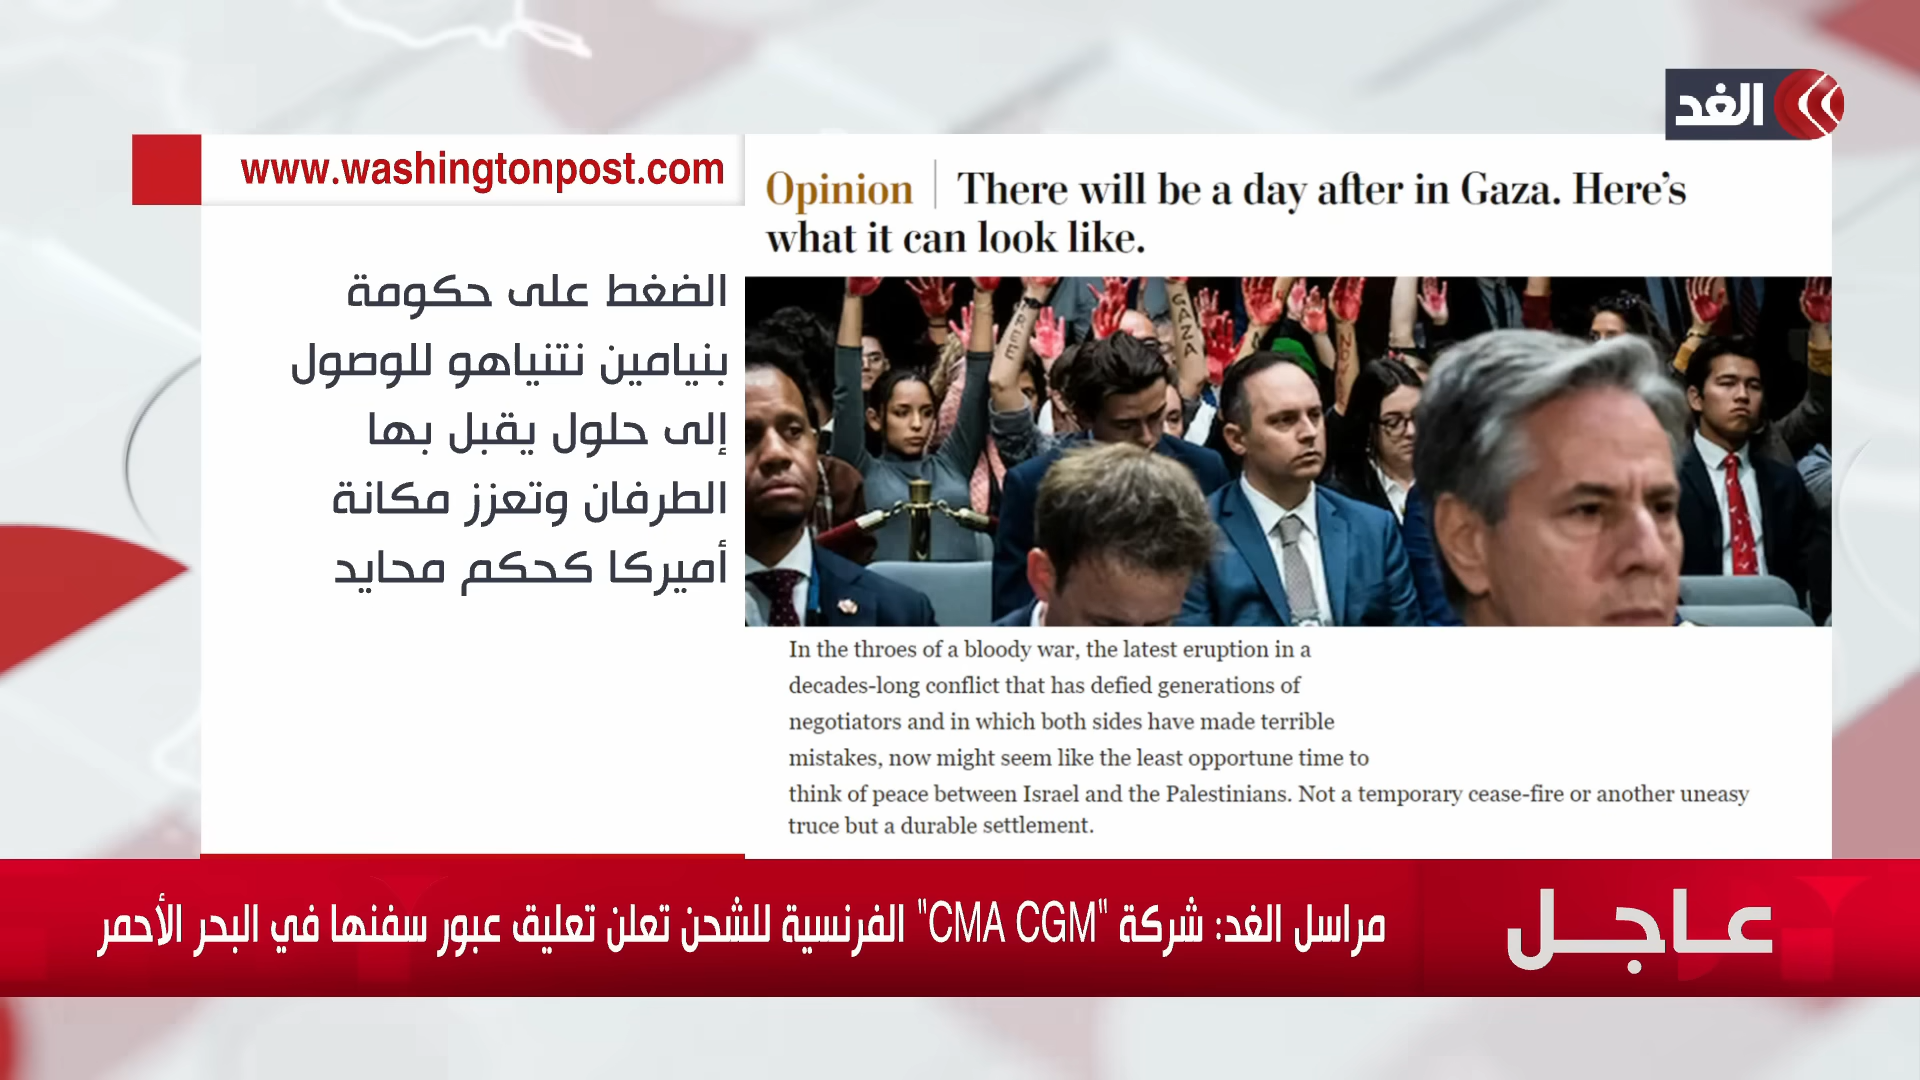 الغد
www.washingtonpost.com
Opinion | There will be a day after in Gaza. Here's
what it can look like.
الضغط على حكومة
بنيامين نتنياهو للوصول
إلى حلول يقبل بها
الطرفان وتعزز مكانة
أميركا كحكم محايد
FREE
GAZA
In the throes of a bloody war, the latest eruption in a
decades-long conflict that has defied generations of
negotiators and in which both sides have made terrible
mistakes, now might seem like the least opportune time to
think of peace between Israel and the Palestinians. Not a temporary cease-fire or another uneasy
truce but a durable settlement.
عاجل
مراسل الغد: شركة "CMA CGM" الفرنسية للشحن تعلن تعليق عبور سفنها في البحر الأحمر